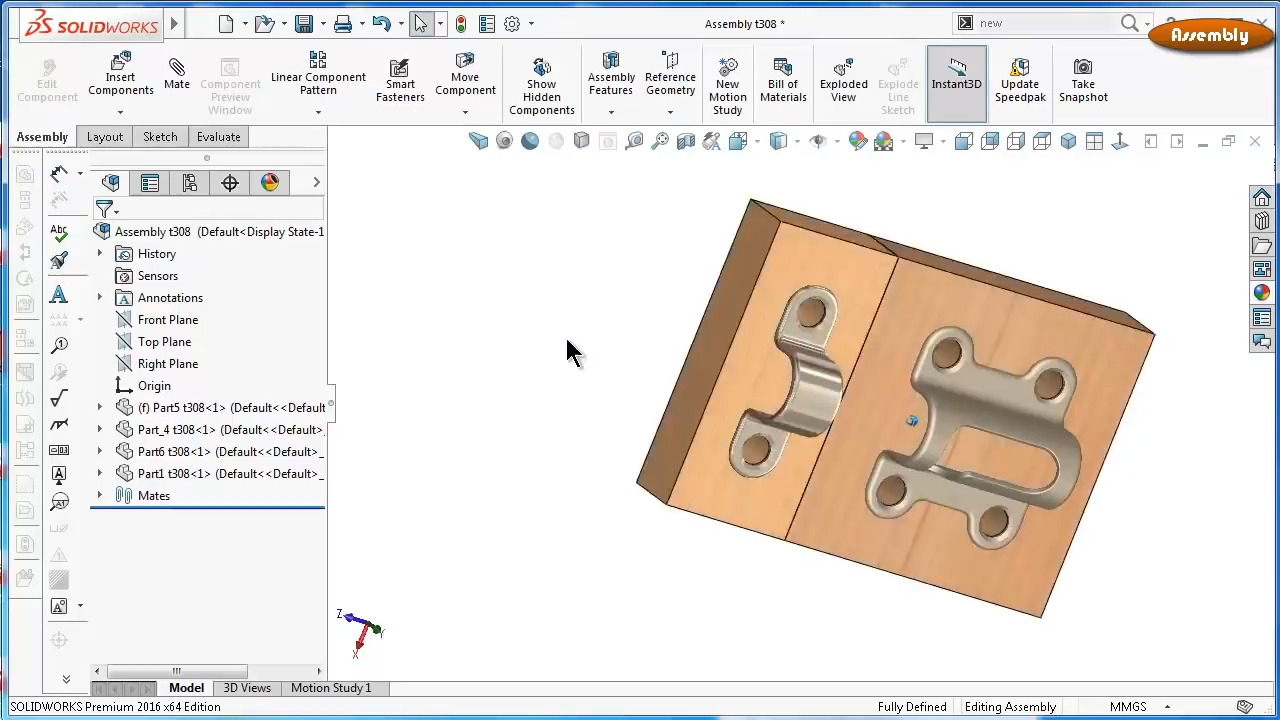 SOLIDWORKS
Assembly t308 *
new
Assembly
Edit Component
Insert Components
Mate
Component Preview Window
Linear Component Pattern
Smart Fasteners
Move Component
Show Hidden Components
Assembly Features
Reference Geometry
New Motion Study
Bill of Materials
Exploded View
Explode Line Sketch
Instant3D
Update Speedpak
Take Snapshot
Assembly
Layout
Sketch
Evaluate
Assembly t308 (Default<Display State-1
History
Sensors
Annotations
Front Plane
Top Plane
Right Plane
Origin
(f) Part5 t308<1> (Default<<Default
Part_4 t308<1> (Default<<Default>_
Part6 t308<1> (Default<<Default>_
Part1 t308<1> (Default<<Default>_
Mates
Z
Y
X
Model
3D Views
Motion Study 1
SOLIDWORKS Premium 2016 x64 Edition
Fully Defined
Editing Assembly
MMGS